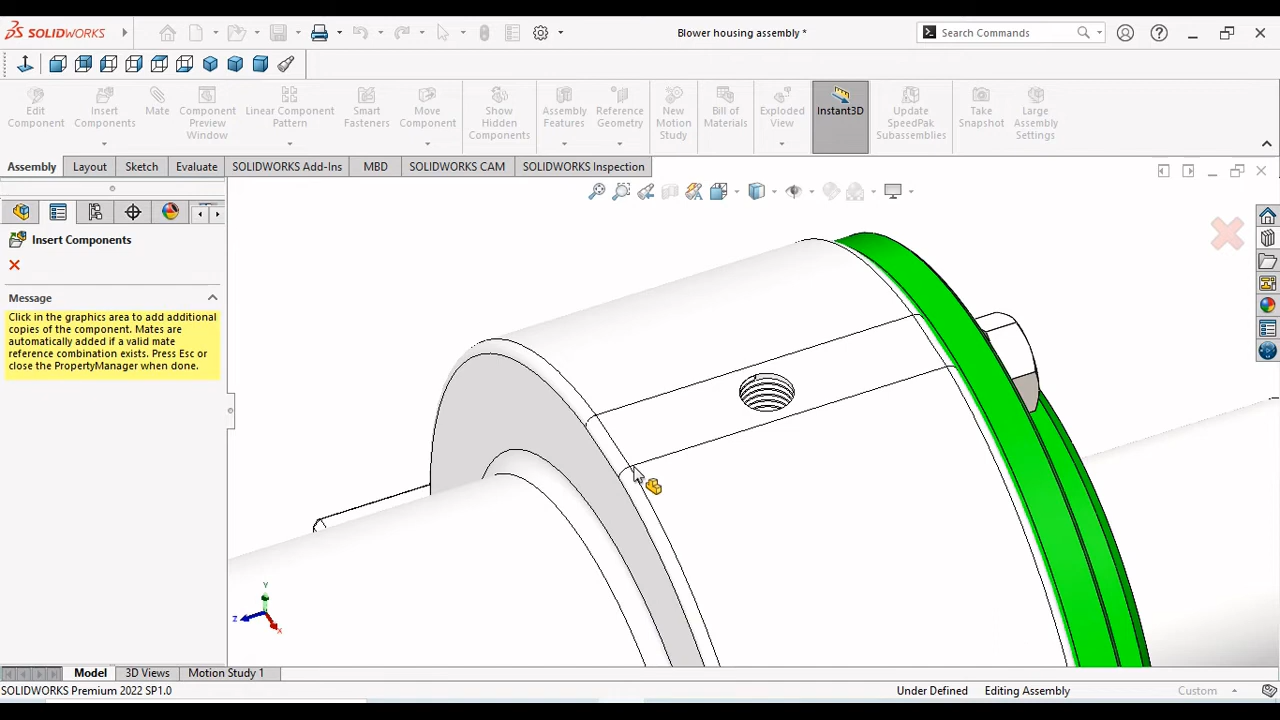 SOLIDWORKS
Blower housing assembly *
Search Commands
Edit
Component
Insert
Components
Mate
Component
Preview
Window
Linear Component
Pattern
Smart
Fasteners
Move
Component
Show
Hidden
Components
Assembly
Features
Reference
Geometry
New
Motion
Study
Bill of
Materials
Exploded
View
Instant3D
Update
SpeedPak
Subassemblies
Take
Snapshot
Large
Assembly
Settings
Assembly
Layout
Sketch
Evaluate
SOLIDWORKS Add-Ins
MBD
SOLIDWORKS CAM
SOLIDWORKS Inspection
Insert Components
Message
Click in the graphics area to add additional
copies of the component. Mates are
automatically added if a valid mate
reference combination exists. Press Esc or
close the PropertyManager when done.
Y
Z
X
Model
3D Views
Motion Study 1
SOLIDWORKS Premium 2022 SP1.0
Under Defined
Editing Assembly
Custom